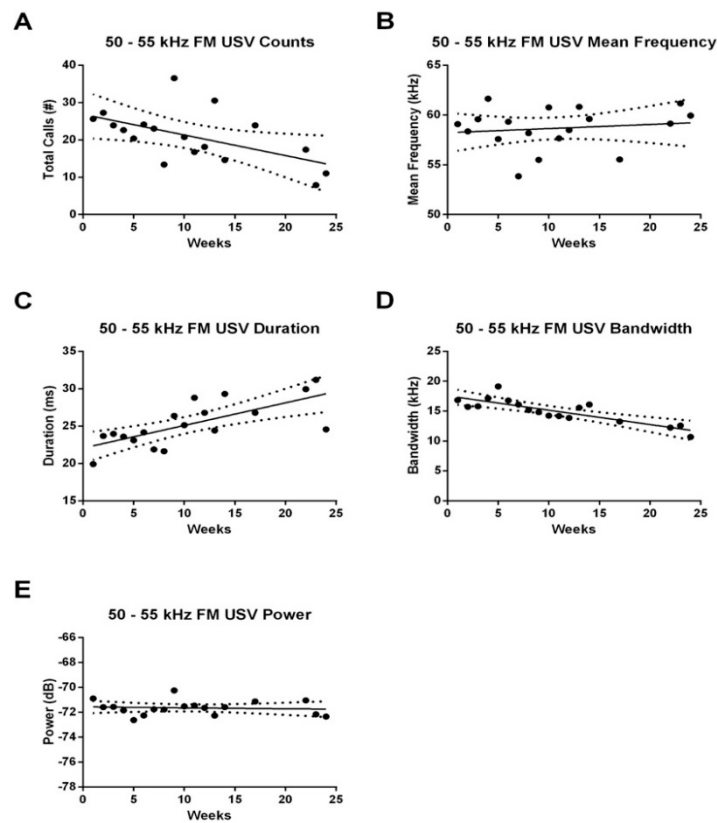 A
50 - 55 kHz FM USV Counts
Total Calls (#)
40
30
20
10
0
0 5 10 15 20 25
Weeks
B
50 - 55 kHz FM USV Mean Frequency
Mean Frequency (kHz)
65
60
55
50
0 5 10 15 20 25
Weeks
C
50 - 55 kHz FM USV Duration
Duration (ms)
35
30
25
20
15
0 5 10 15 20 25
Weeks
D
50 - 55 kHz FM USV Bandwidth
Bandwidth (kHz)
25
20
15
10
5
0
0 5 10 15 20 25
Weeks
E
50 - 55 kHz FM USV Power
Power (dB)
-66
-68
-70
-72
-74
-76
-78
0 5 10 15 20 25
Weeks